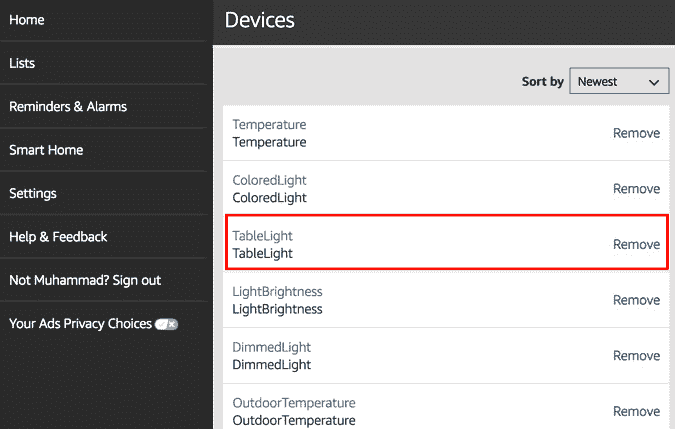 Home
Lists
Reminders & Alarms
Smart Home
Settings
Help & Feedback
Not Muhammad? Sign out
Your Ads Privacy Choices
Devices
Sort by Newest
Temperature
Temperature
Remove
ColoredLight
ColoredLight
Remove
TableLight
TableLight
Remove
LightBrightness
LightBrightness
Remove
DimmedLight
DimmedLight
Remove
OutdoorTemperature
OutdoorTemperature
Remove